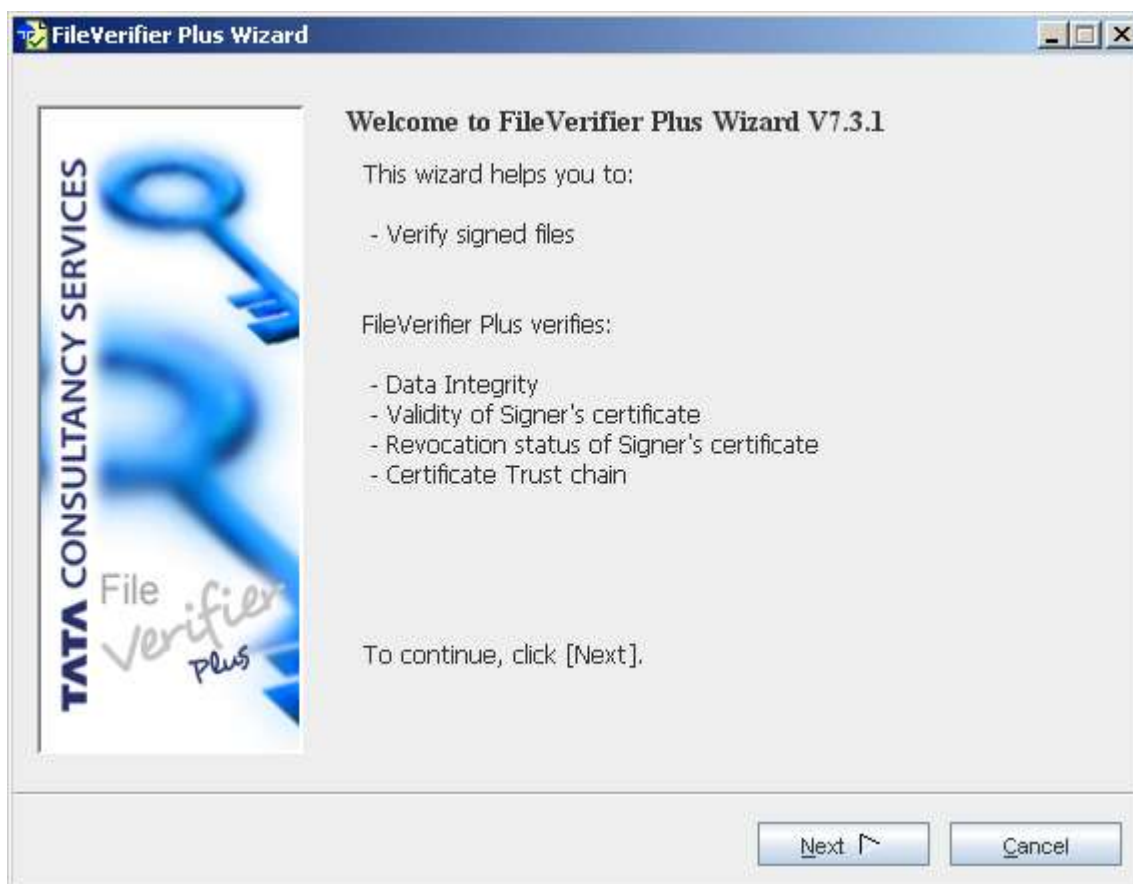 FileVerifier Plus Wizard
TATA CONSULTANCY SERVICES
File
Verifier
Plus
Welcome to FileVerifier Plus Wizard V7.3.1
This wizard helps you to:
- Verify signed files
FileVerifier Plus verifies:
- Data Integrity
- Validity of Signer's certificate
- Revocation status of Signer's certificate
- Certificate Trust chain
To continue, click [Next].
Next
Cancel